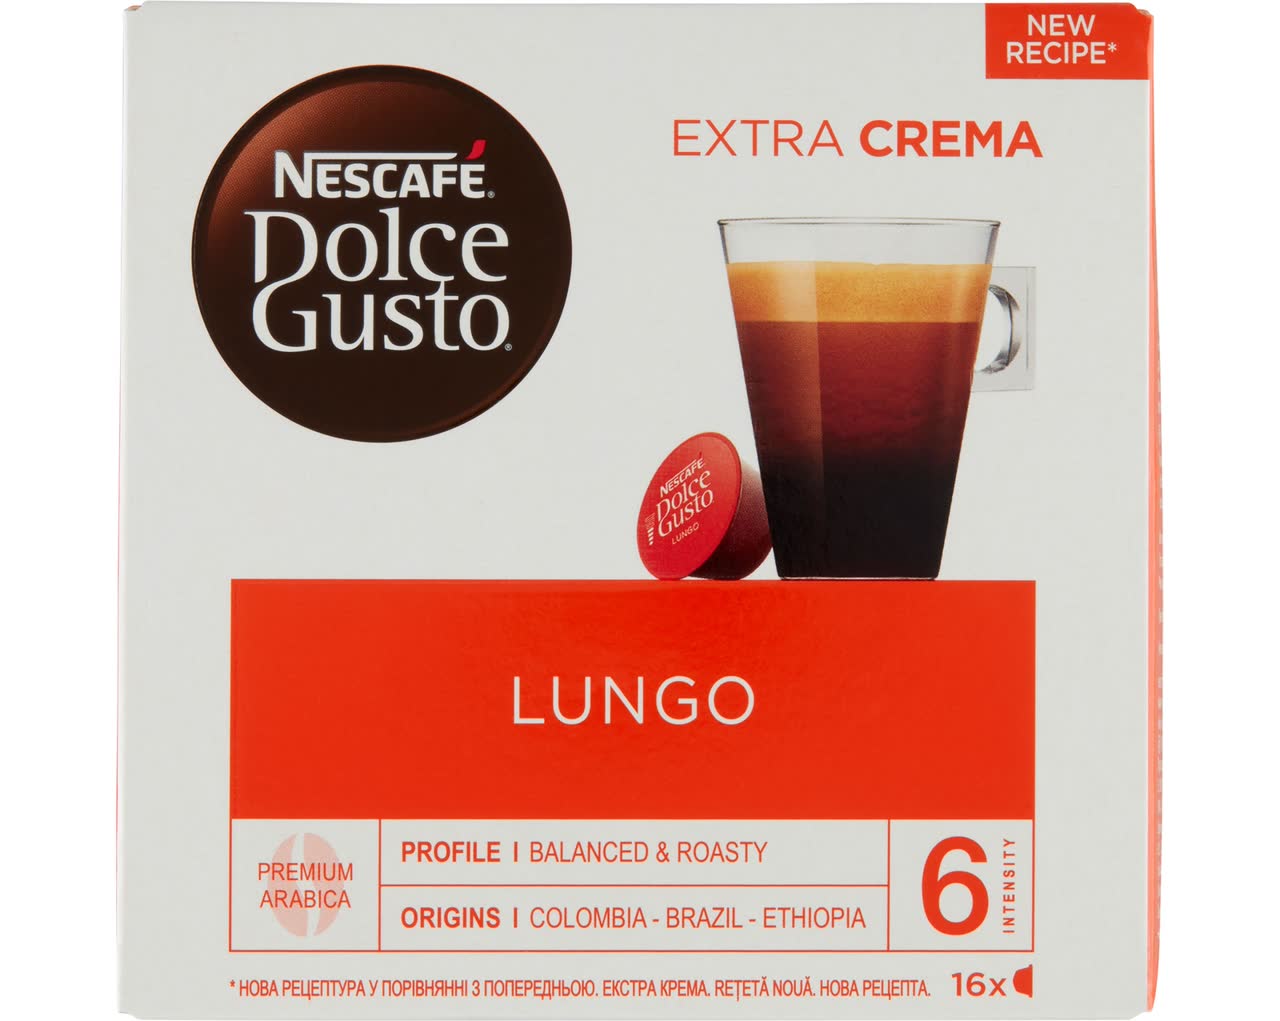 NEW
RECIPE*
EXTRA CREMA
NESCAFÉ®
Dolce
Gusto®
NESCAFÉ
Dolce
Gusto
LUNGO
LUNGO
PREMIUM
ARABICA
PROFILE | BALANCED & ROASTY
ORIGINS | COLOMBIA - BRAZIL - ETHIOPIA
6
INTENSITY
* НОВА РЕЦЕПТУРА У ПОРІВНЯННІ З ПОПЕРЕДНЬОЮ. ЕКСТРА КРЕМА. REȚETĂ NOUĂ. НОВА РЕЦЕПТА.
16x